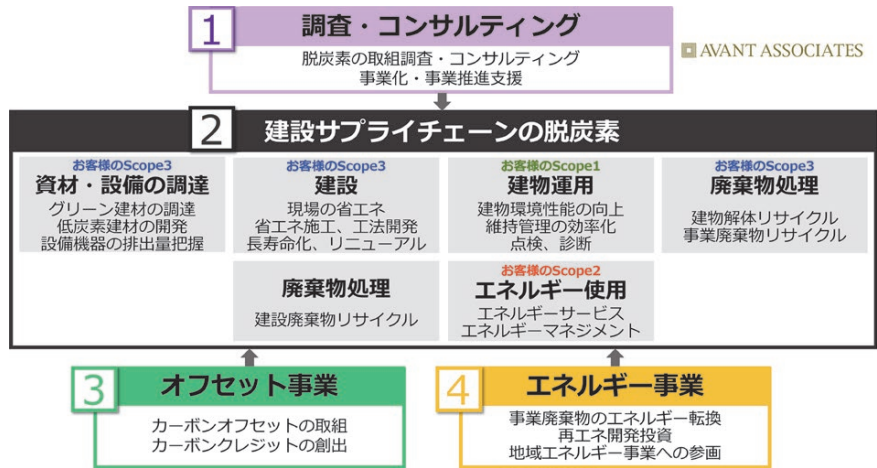 1
調査・コンサルティング
脱炭素の取組調査・コンサルティング
事業化・事業推進支援
AVANT ASSOCIATES
2
建設サプライチェーンの脱炭素
お客様のScope3
資材・設備の調達
グリーン建材の調達
低炭素建材の開発
設備機器の排出量把握
お客様のScope3
建設
現場の省エネ
省エネ施工、工法開発
長寿命化、リニューアル
お客様のScope1
建物運用
建物環境性能の向上
維持管理の効率化
点検、診断
お客様のScope3
廃棄物処理
建物解体リサイクル
事業廃棄物リサイクル
廃棄物処理
建設廃棄物リサイクル
お客様のScope2
エネルギー使用
エネルギーサービス
エネルギーマネジメント
3
オフセット事業
カーボンオフセットの取組
カーボンクレジットの創出
4
エネルギー事業
事業廃棄物のエネルギー転換
再エネ開発投資
地域エネルギー事業への参画